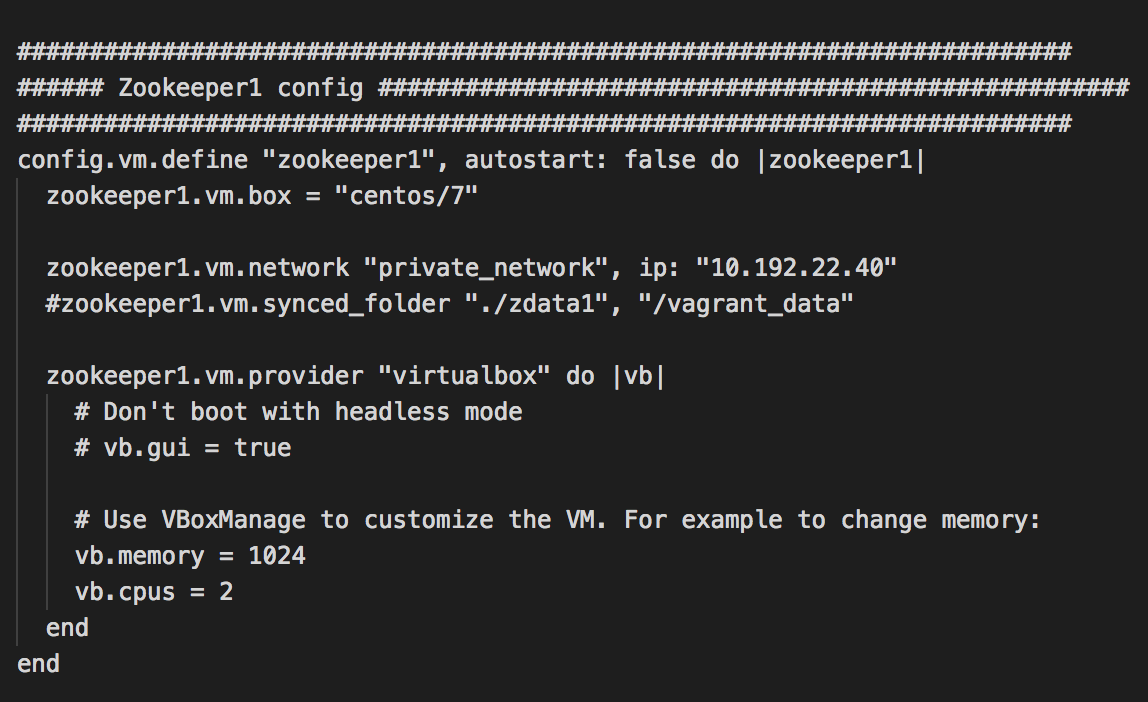 #########################################################################
###### Zookeeper1 config ####################################################
#########################################################################
config.vm.define "zookeeper1", autostart: false do |zookeeper1|
  zookeeper1.vm.box = "centos/7"

  zookeeper1.vm.network "private_network", ip: "10.192.22.40"
  #zookeeper1.vm.synced_folder "./zdata1", "/vagrant_data"

  zookeeper1.vm.provider "virtualbox" do |vb|
    # Don't boot with headless mode
    # vb.gui = true

    # Use VBoxManage to customize the VM. For example to change memory:
    vb.memory = 1024
    vb.cpus = 2
  end
end